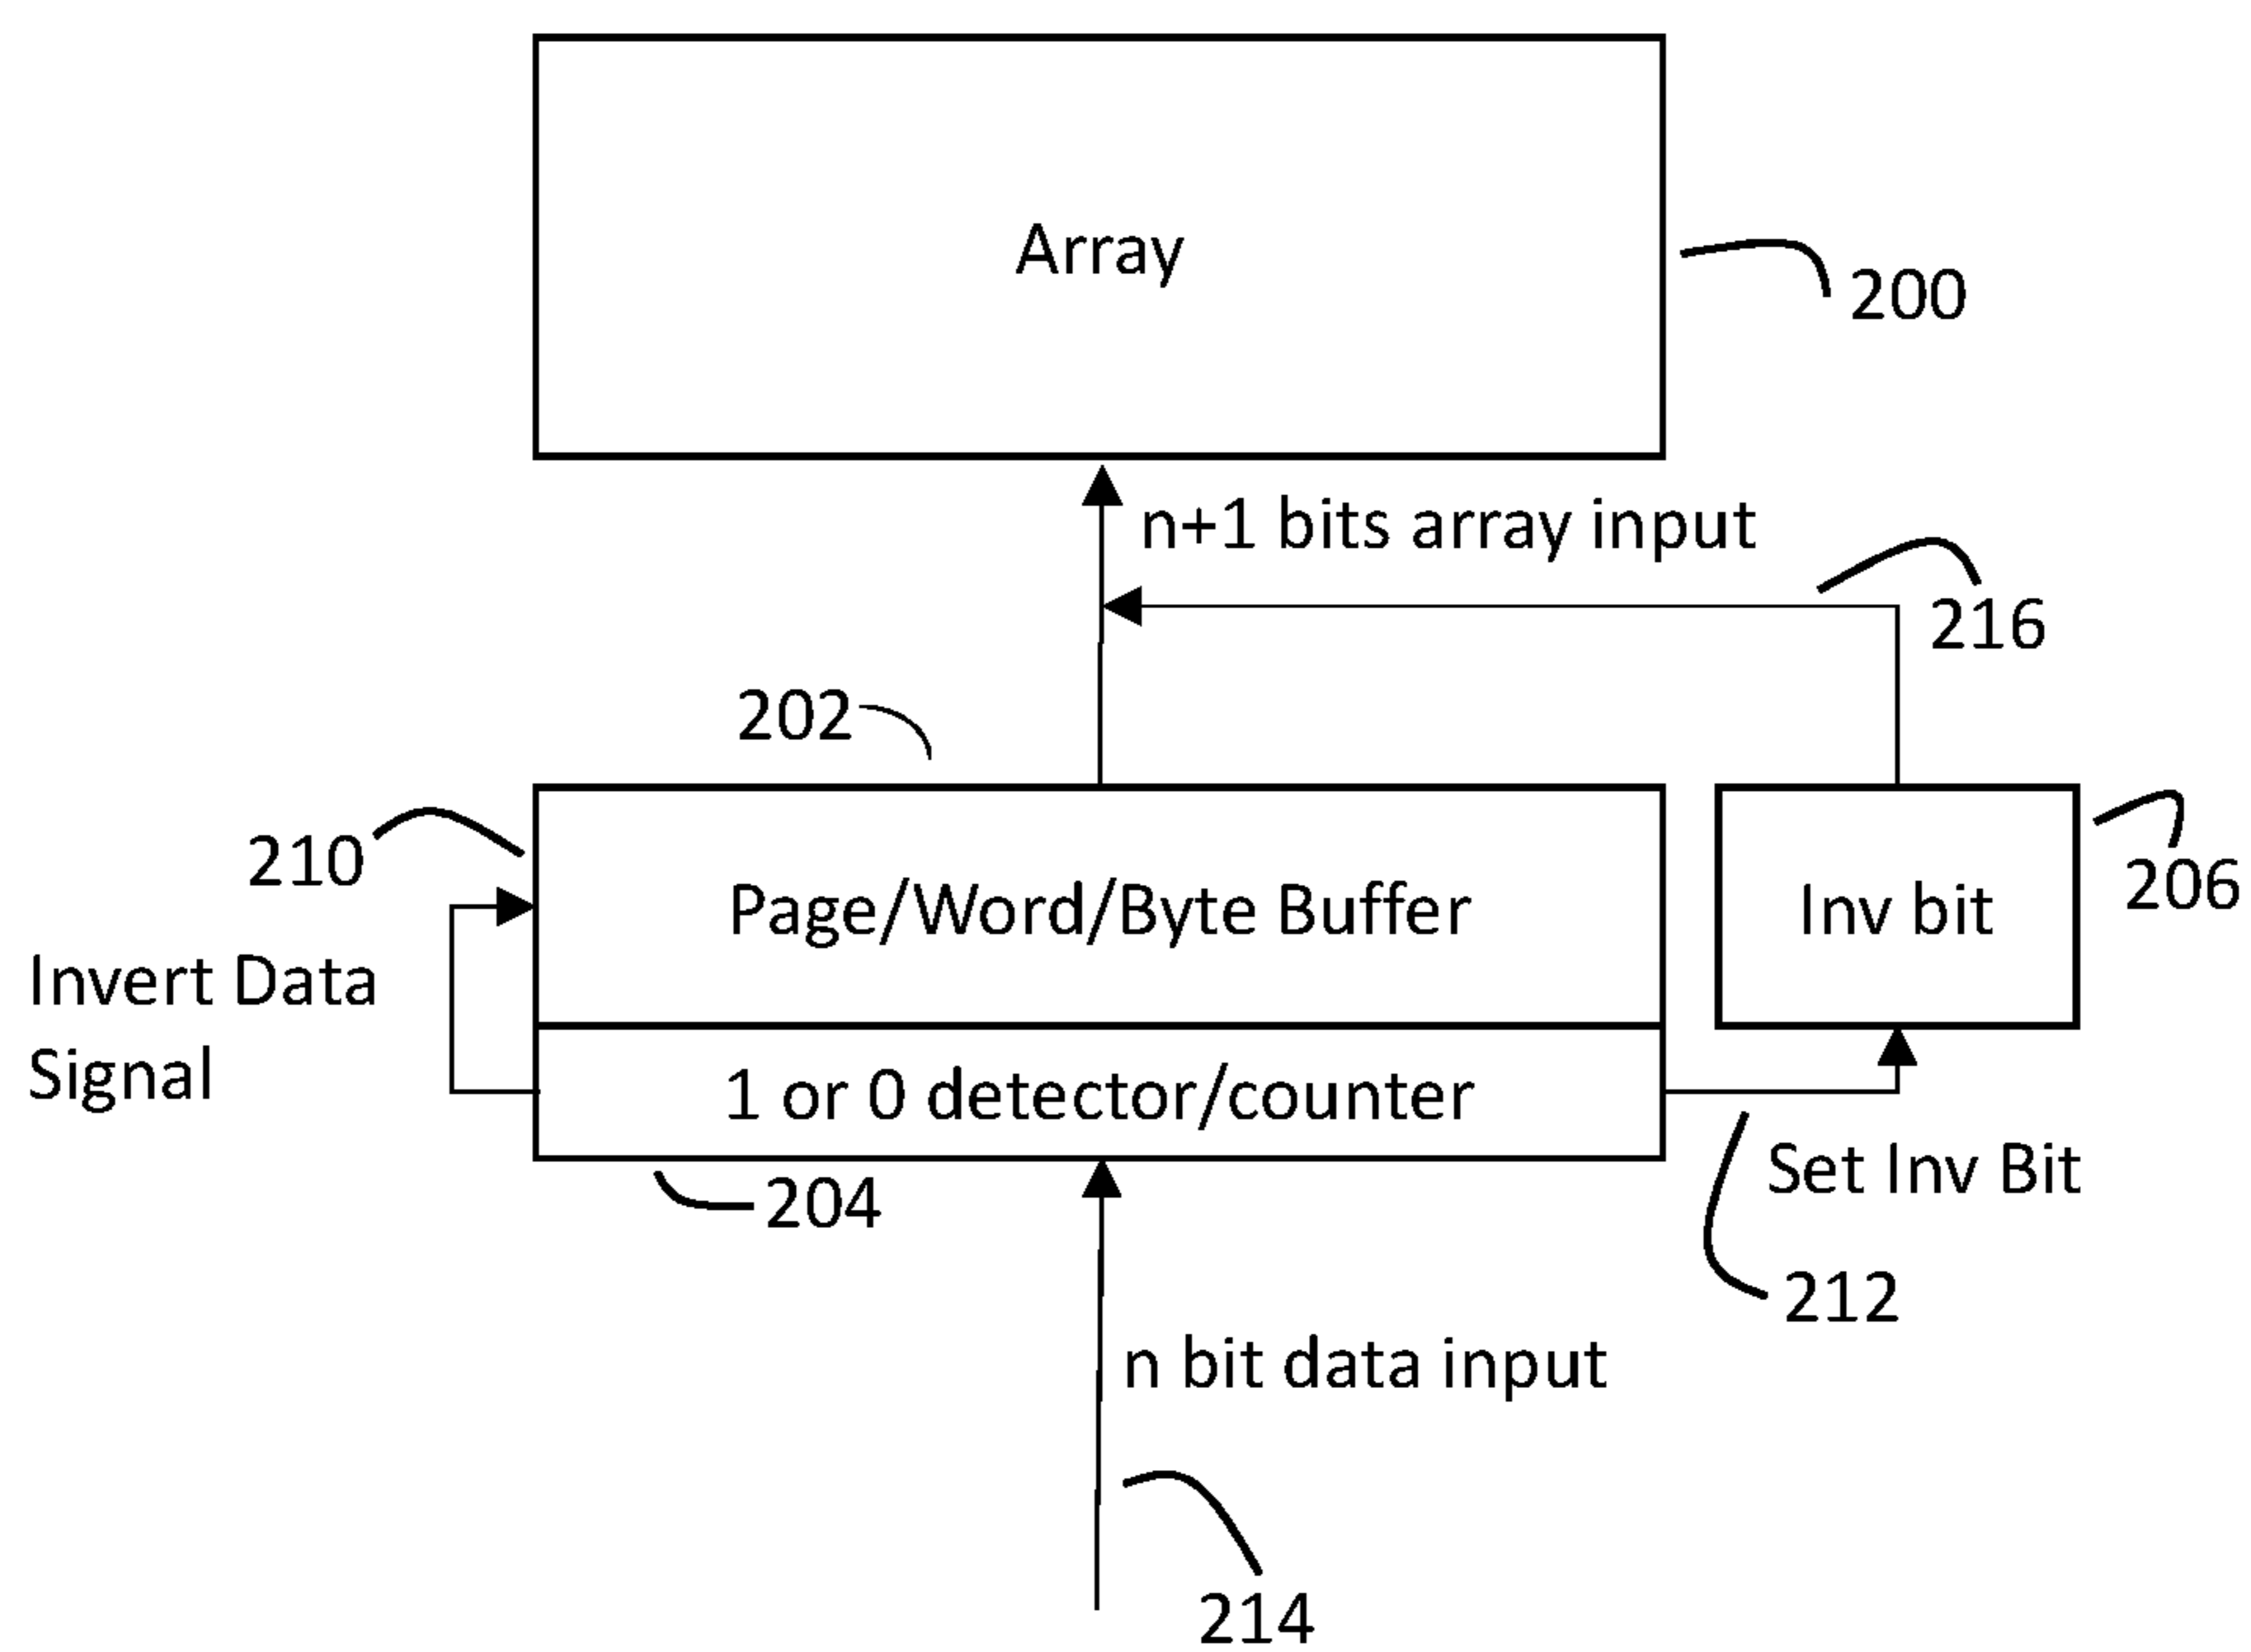 Array
200
n+1 bits array input
216
202
210
Page/Word/Byte Buffer
Inv bit
206
Invert Data
Signal
1 or 0 detector/counter
Set Inv Bit
204
212
n bit data input
214